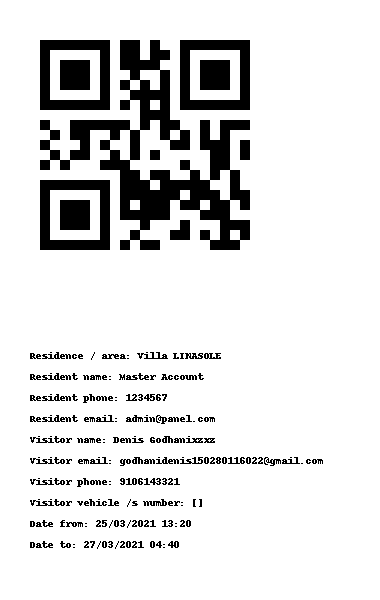 Residence / area: Villa LINASOLE
Resident name: Master Account
Resident phone: 1234567
Resident email: admin@panel.com
Visitor name: Denis Godhanixzxz
Visitor email: godhanidenis150280116022@gmail.com
Visitor phone: 9106143321
Visitor vehicle /s number: []
Date from: 25/03/2021 13:20
Date to: 27/03/2021 04:40